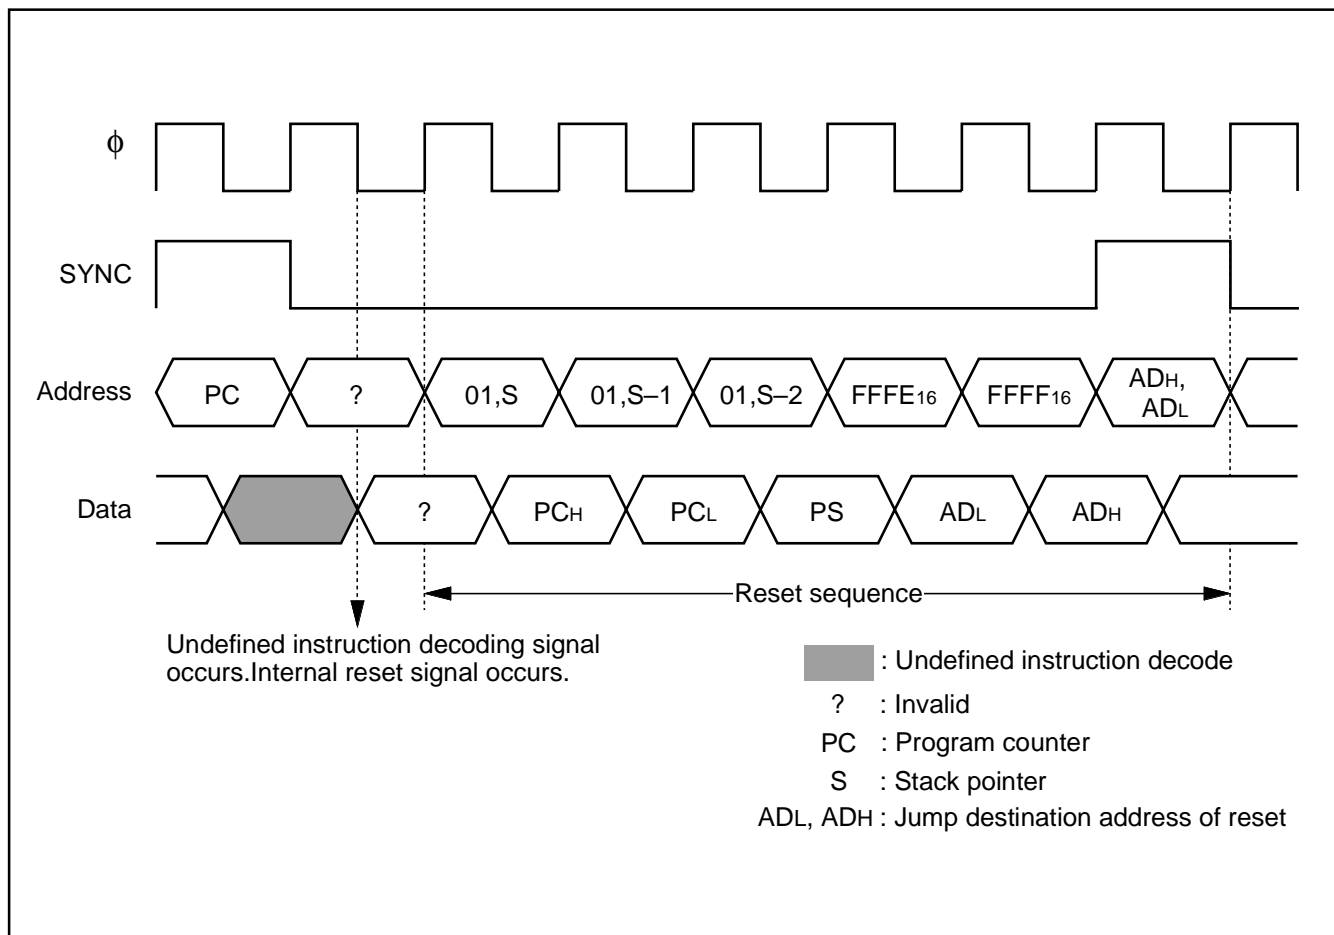 ϕ
SYNC
Address PC ? 01,S 01,S–1 01,S–2 FFFE16 FFFF16 ADH,
ADL
Data ? PCH PCL PS ADL ADH
Reset sequence
Undefined instruction decoding signal
occurs.Internal reset signal occurs.
: Undefined instruction decode
? : Invalid
PC : Program counter
S : Stack pointer
ADL, ADH : Jump destination address of reset